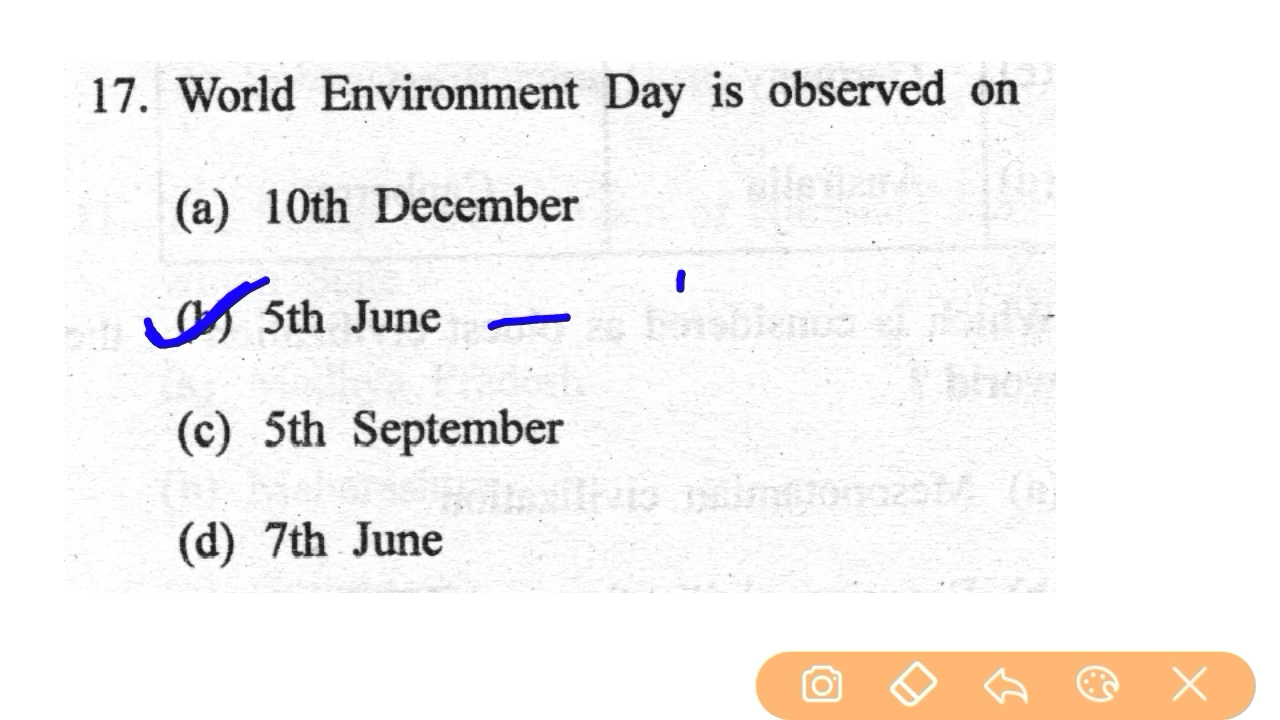 17. World Environment Day is observed on
(a) 10th December
(b) 5th June
(c) 5th September
(d) 7th June